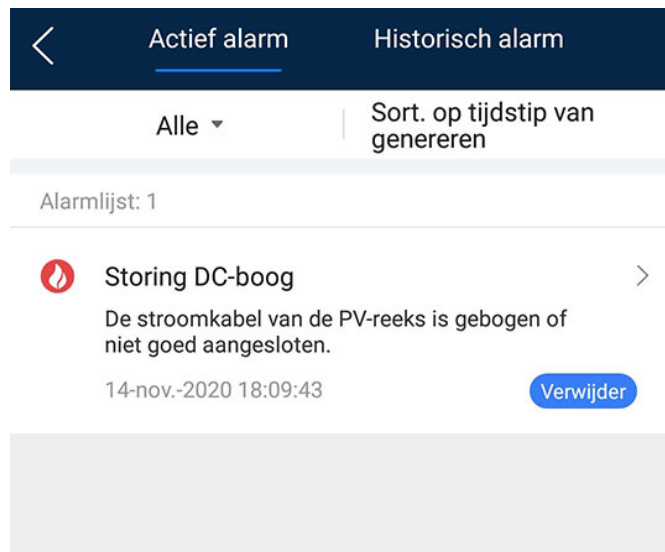 Actief alarm
Historisch alarm
Alle
Sort. op tijdstip van
genereren
Alarmlijst: 1
Storing DC-boog
De stroomkabel van de PV-reeks is gebogen of
niet goed aangesloten.
14-nov.-2020 18:09:43
Verwijder